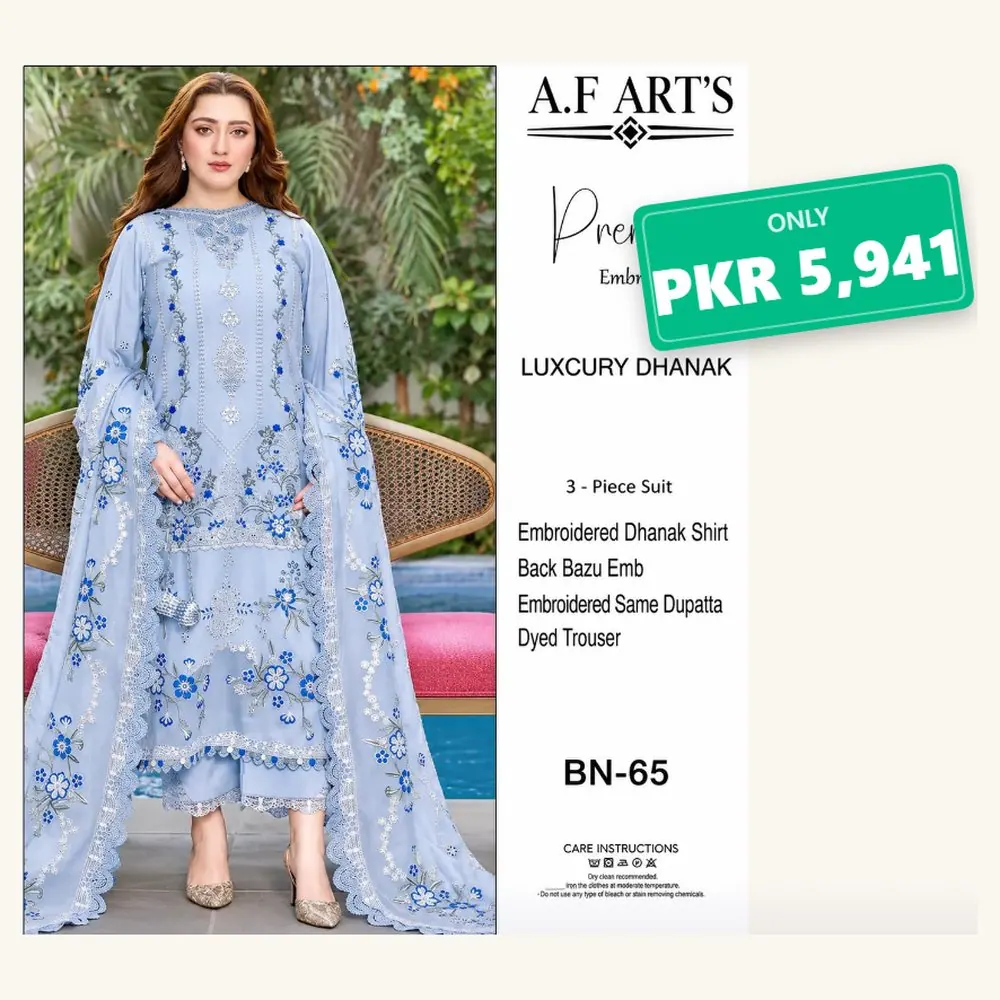 A.F ART'S
ONLY
PKR 5,941
LUXCURY DHANAK
3 - Piece Suit
Embroidered Dhanak Shirt
Back Bazu Emb
Embroidered Same Dupatta
Dyed Trouser
BN-65
CARE INSTRUCTIONS
Dry clean recommended.
Iron the clothes at moderate temperature.
-Do not use any type of bleach or stain removing chemicals.